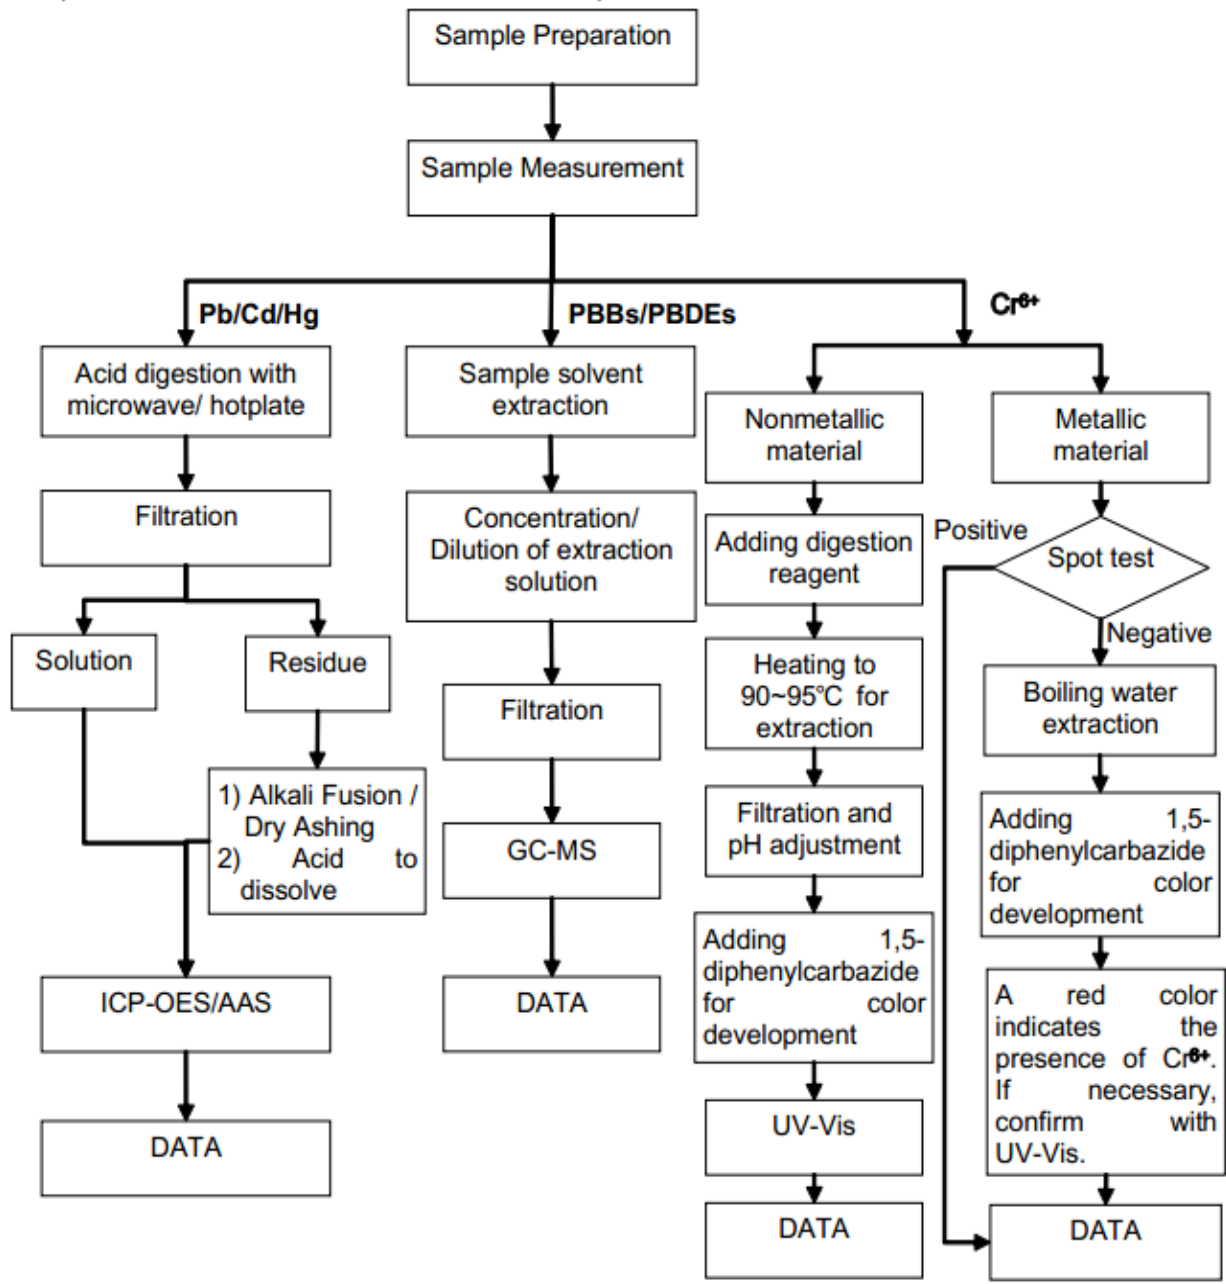 Sample Preparation
Sample Measurement
Pb/Cd/Hg
Acid digestion with
microwave/ hotplate
Filtration
Solution
Residue
1) Alkali Fusion /
Dry Ashing
2) Acid to
dissolve
ICP-OES/AAS
DATA
PBBs/PBDEs
Sample solvent
extraction
Concentration/
Dilution of extraction
solution
Filtration
GC-MS
DATA
Cr⁶⁺
Nonmetallic
material
Adding digestion
reagent
Heating to
90~95℃ for
extraction
Filtration and
pH adjustment
Adding 1,5-
diphenylcarbazide
for color
development
UV-Vis
DATA
Metallic
material
Spot test
Positive
Negative
Boiling water
extraction
Adding 1,5-
diphenylcarbazide
for color
development
A red color
indicates the
presence of Cr⁶⁺.
If necessary,
confirm with
UV-Vis.
DATA